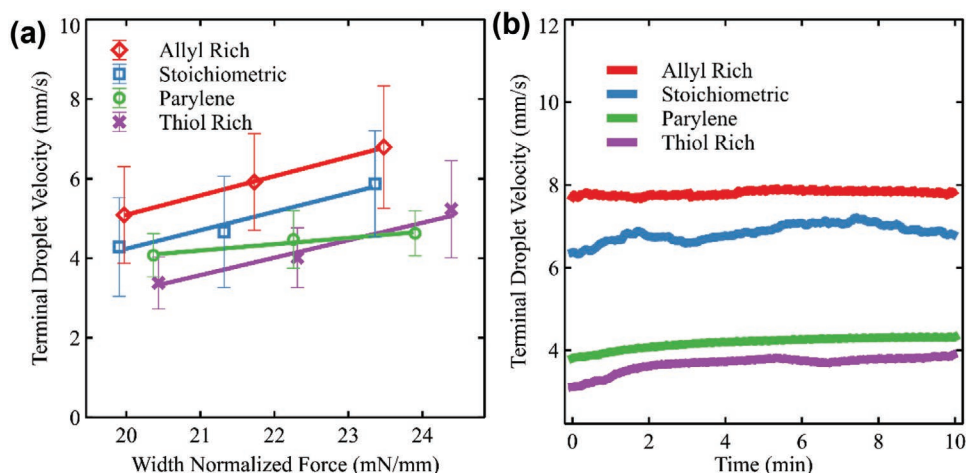 (a)
Terminal Droplet Velocity (mm/s)
10
8
6
4
2
0
Allyl Rich
Stoichiometric
Parylene
Thiol Rich
20 21 22 23 24
Width Normalized Force (mN/mm)
(b)
Terminal Droplet Velocity (mm/s)
12
10
8
6
4
Allyl Rich
Stoichiometric
Parylene
Thiol Rich
0 2 4 6 8 10
Time (min)